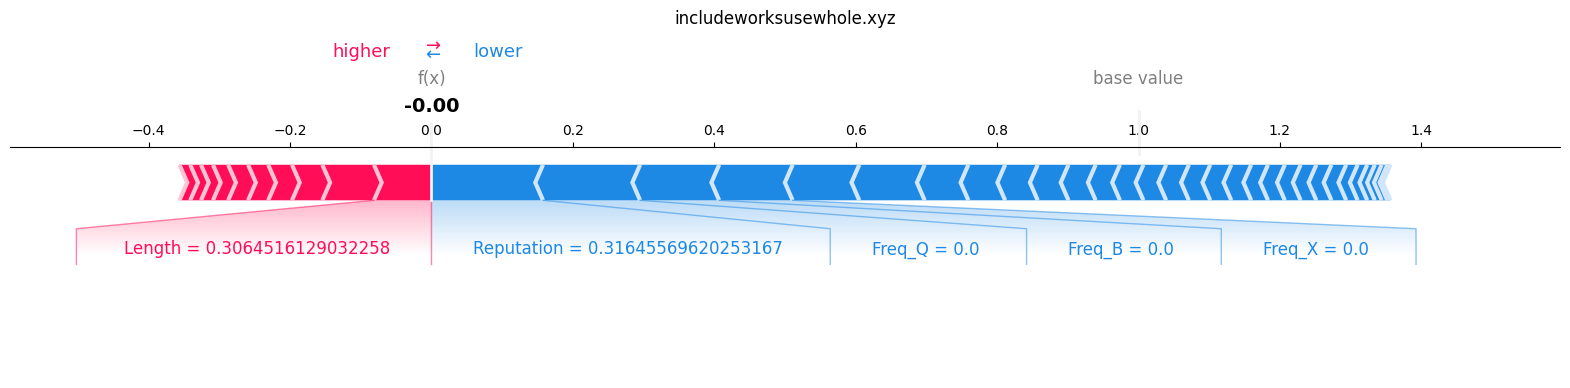 includeworksusewhole.xyz
higher ⇄ lower
f(x) base value
-0.00
−0.4 −0.2 0.0 0.2 0.4 0.6 0.8 1.0 1.2 1.4
Length = 0.3064516129032258 Reputation = 0.31645569620253167 Freq_Q = 0.0 Freq_B = 0.0 Freq_X = 0.0